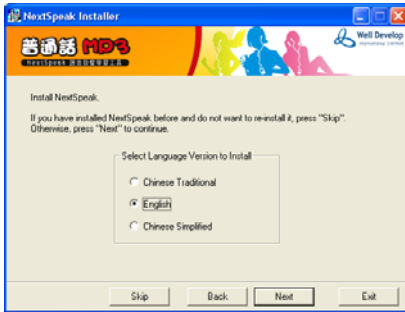 NextSpeak Installer
普通話 MP3
Well Develop
Install NextSpeak.
If you have installed NextSpeak before and do not want to re-install it, press "Skip".
Otherwise, press "Next" to continue.
Select Language Version to Install
Chinese Traditional
English
Chinese Simplified
Skip
Back
Next
Exit